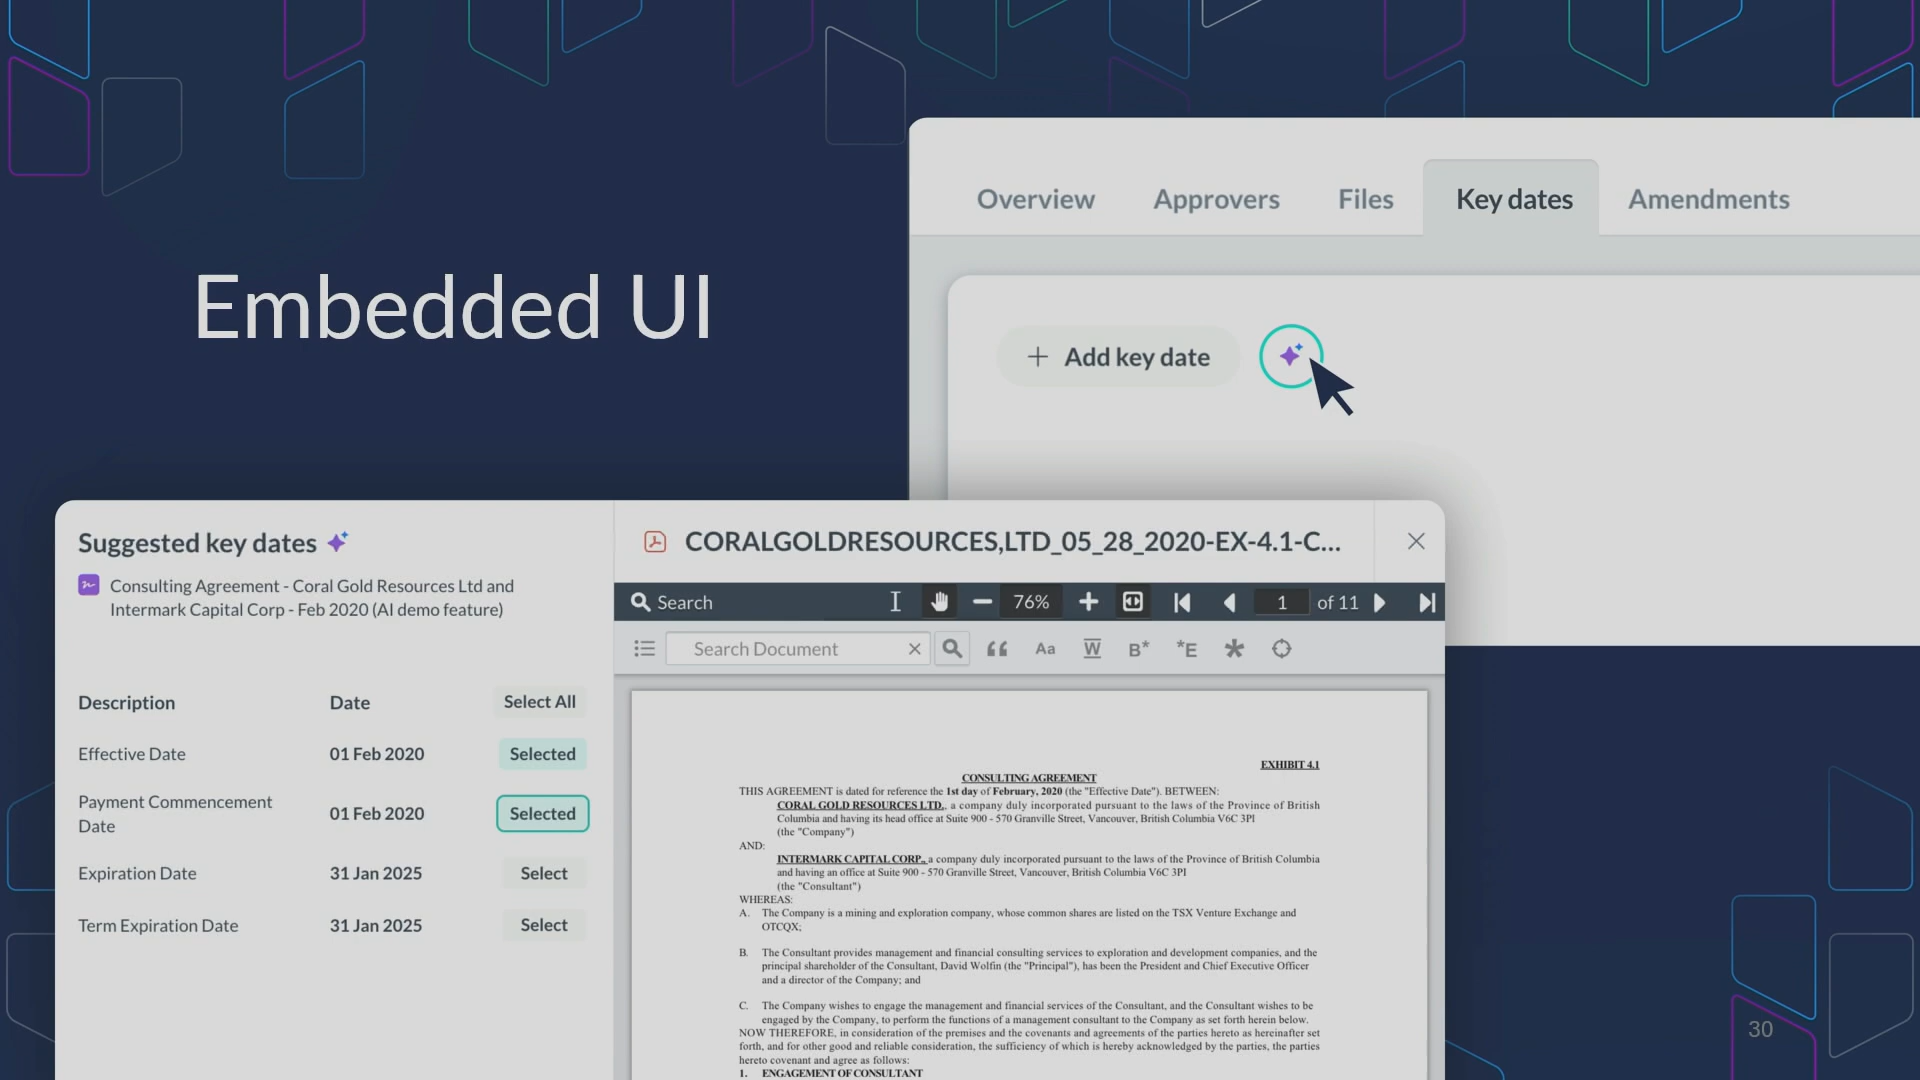 Embedded UI
Overview
Approvers
Files
Key dates
Amendments
+ Add key date
Suggested key dates
Consulting Agreement - Coral Gold Resources Ltd and
Intermark Capital Corp - Feb 2020 (AI demo feature)
Description Date Select All
Effective Date 01 Feb 2020 Selected
Payment Commencement
Date
01 Feb 2020 Selected
Expiration Date 31 Jan 2025 Select
Term Expiration Date 31 Jan 2025 Select
CORALGOLDRESOURCES,LTD_05_28_2020-EX-4.1-C...
Search 76% 1 of 11
Search Document Aa W B* *E
EXHIBIT 4.1
CONSULTING AGREEMENT
THIS AGREEMENT is dated for reference the 1st day of February, 2020 (the "Effective Date"). BETWEEN:
CORAL GOLD RESOURCES LTD., a company duly incorporated pursuant to the laws of the Province of British
Columbia and having its head office at Suite 900 - 570 Granville Street, Vancouver, British Columbia V6C 3P1
(the "Company")
AND:
INTERMARK CAPITAL CORP., a company duly incorporated pursuant to the laws of the Province of British Columbia
and having an office at Suite 900 - 570 Granville Street, Vancouver, British Columbia V6C 3P1
(the "Consultant")
WHEREAS:
A. The Company is a mining and exploration company, whose common shares are listed on the TSX Venture Exchange and
OTCQX;
B. The Consultant provides management and financial consulting services to exploration and development companies, and the
principal shareholder of the Consultant, David Wolfin (the "Principal"), has been the President and Chief Executive Officer
and a director of the Company; and
C. The Company wishes to engage the management and financial services of the Consultant, and the Consultant wishes to be
engaged by the Company, to perform the functions of a management consultant to the Company as set forth herein below.
NOW THEREFORE, in consideration of the premises and the covenants and agreements of the parties hereto as hereinafter set
forth, and for other good and reliable consideration, the sufficiency of which is hereby acknowledged by the parties, the parties
hereto covenant and agree as follows:
1. ENGAGEMENT OF CONSULTANT
30